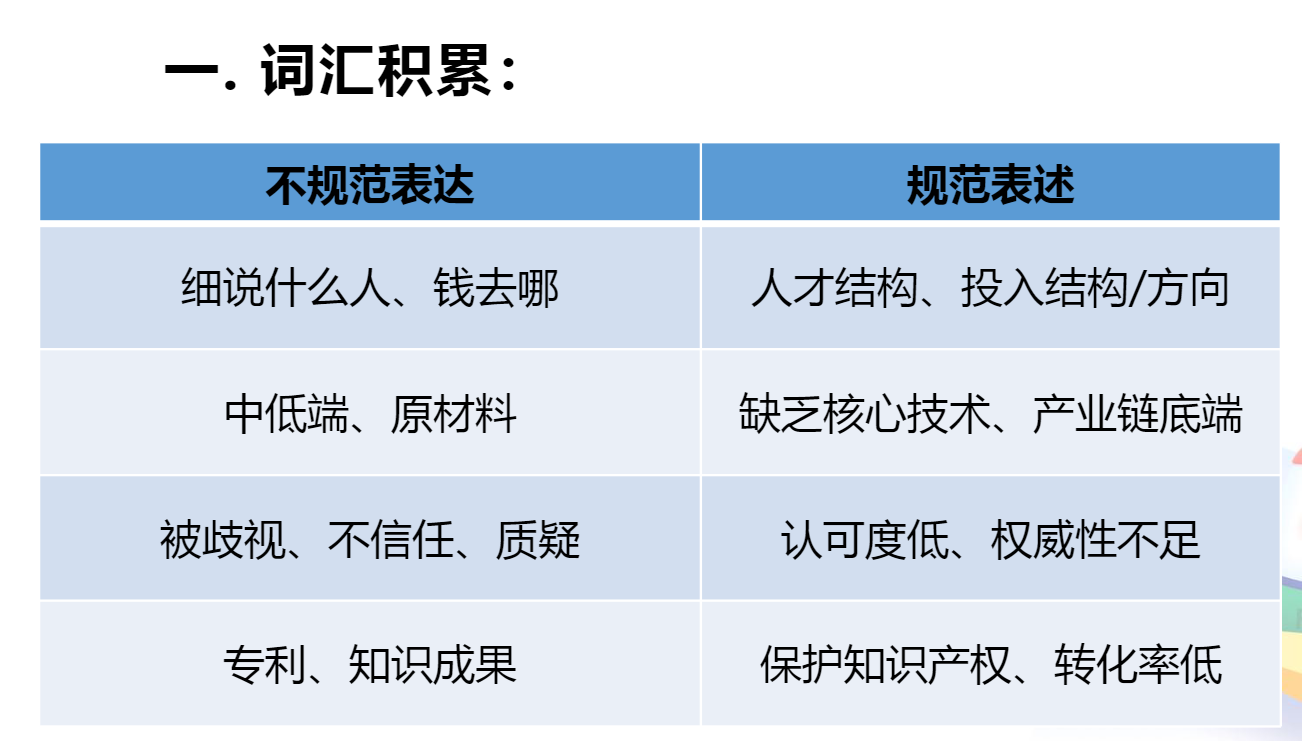 一. 词汇积累：
不规范表达 规范表述
细说什么人、钱去哪 人才结构、投入结构/方向
中低端、原材料 缺乏核心技术、产业链底端
被歧视、不信任、质疑 认可度低、权威性不足
专利、知识成果 保护知识产权、转化率低